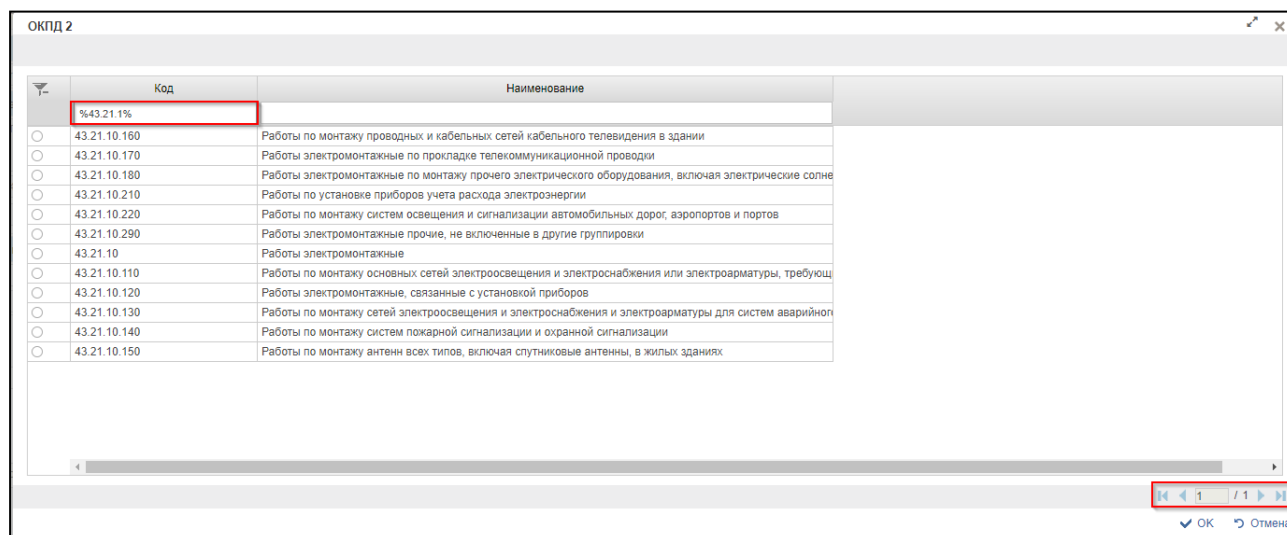 ОКПД 2
Код Наименование
%43.21.1%
43.21.10.160 Работы по монтажу проводных и кабельных сетей кабельного телевидения в здании
43.21.10.170 Работы электромонтажные по прокладке телекоммуникационной проводки
43.21.10.180 Работы электромонтажные по монтажу прочего электрического оборудования, включая электрические солне
43.21.10.210 Работы по установке приборов учета расхода электроэнергии
43.21.10.220 Работы по монтажу систем освещения и сигнализации автомобильных дорог, аэропортов и портов
43.21.10.290 Работы электромонтажные прочие, не включенные в другие группировки
43.21.10 Работы электромонтажные
43.21.10.110 Работы по монтажу основных сетей электроосвещения и электроснабжения или электроарматуры, требующ
43.21.10.120 Работы электромонтажные, связанные с установкой приборов
43.21.10.130 Работы по монтажу сетей электроосвещения и электроснабжения и электроарматуры для систем аварийног
43.21.10.140 Работы по монтажу систем пожарной сигнализации и охранной сигнализации
43.21.10.150 Работы по монтажу антенн всех типов, включая спутниковые антенны, в жилых зданиях
1 / 1
OK Отмена